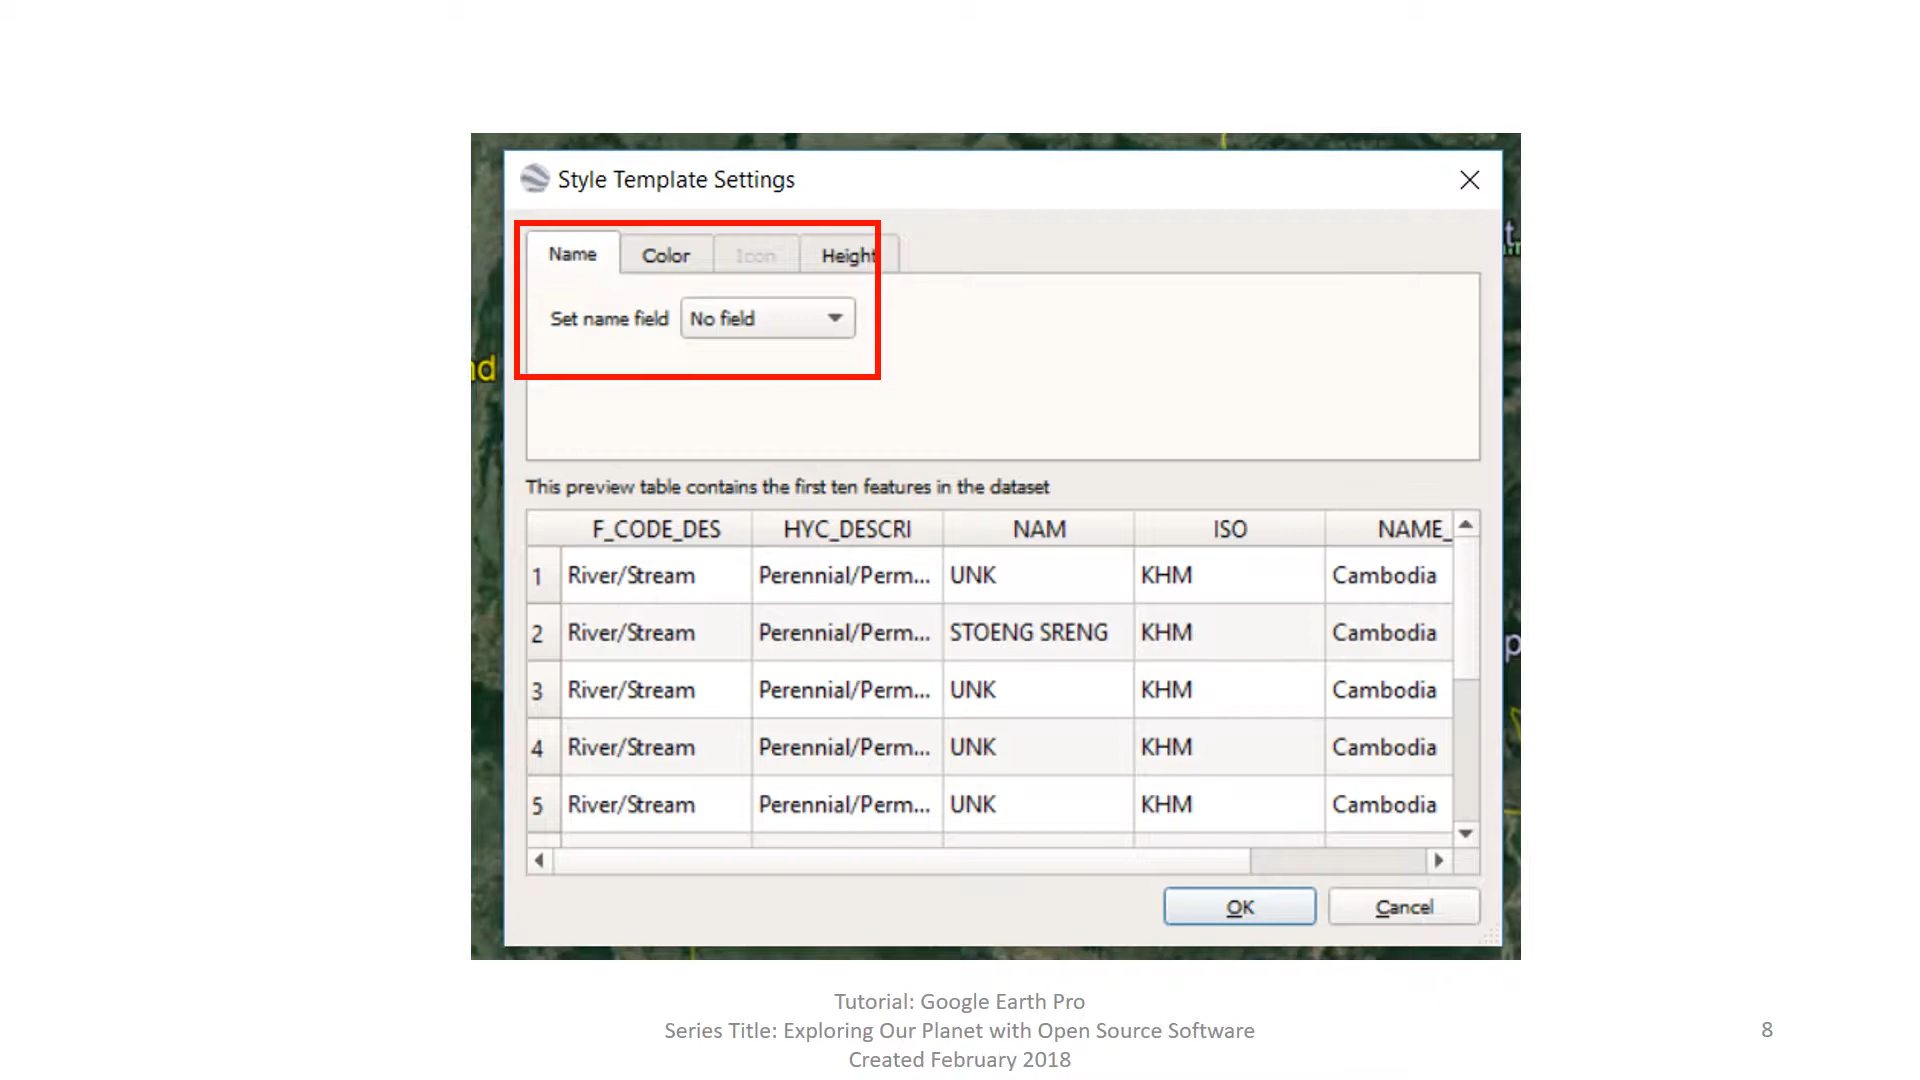 Style Template Settings
Name Color Icon Height
Set name field No field
This preview table contains the first ten features in the dataset
F_CODE_DES HYC_DESCRI NAM ISO NAME_
1 River/Stream Perennial/Perm... UNK KHM Cambodia
2 River/Stream Perennial/Perm... STOENG SRENG KHM Cambodia
3 River/Stream Perennial/Perm... UNK KHM Cambodia
4 River/Stream Perennial/Perm... UNK KHM Cambodia
5 River/Stream Perennial/Perm... UNK KHM Cambodia
OK Cancel
Tutorial: Google Earth Pro
Series Title: Exploring Our Planet with Open Source Software
Created February 2018
8